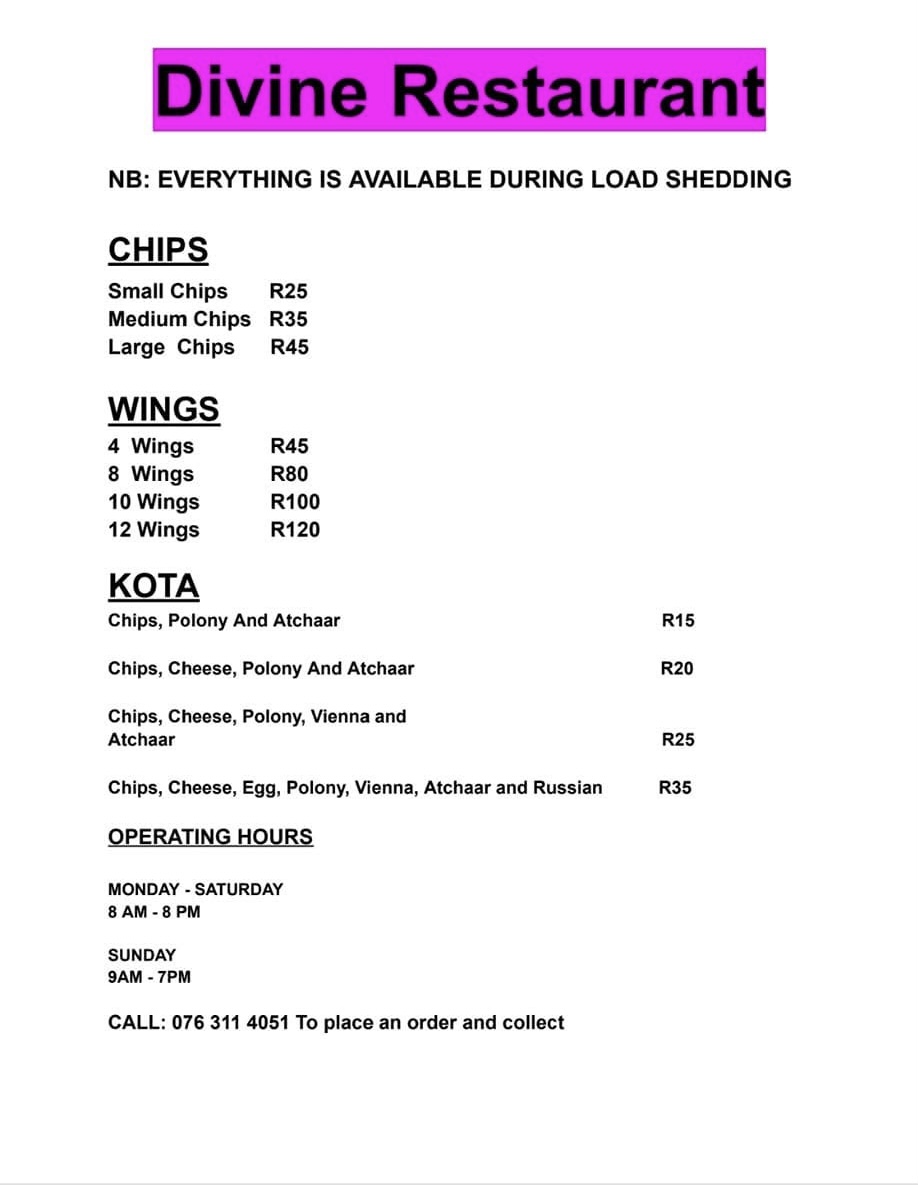 Divine Restaurant
NB: EVERYTHING IS AVAILABLE DURING LOAD SHEDDING
CHIPS
Small Chips R25
Medium Chips R35
Large Chips R45
WINGS
4 Wings R45
8 Wings R80
10 Wings R100
12 Wings R120
KOTA
Chips, Polony And Atchaar R15
Chips, Cheese, Polony And Atchaar R20
Chips, Cheese, Polony, Vienna and
Atchaar R25
Chips, Cheese, Egg, Polony, Vienna, Atchaar and Russian R35
OPERATING HOURS
MONDAY - SATURDAY
8 AM - 8 PM
SUNDAY
9AM - 7PM
CALL: 076 311 4051 To place an order and collect